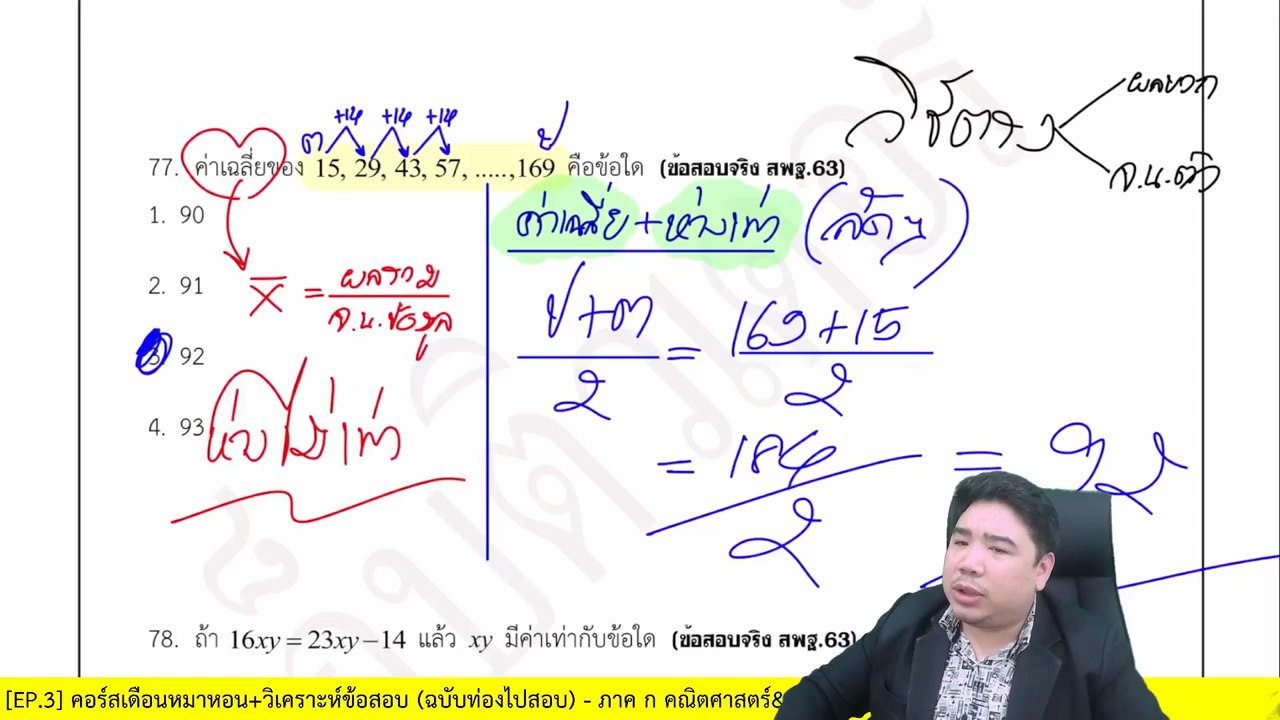 วิชีตรง
ผลบวก
จ.น.ตัว
+14 +14 +14
ต ป
77. ค่าเฉลี่ยของ 15, 29, 43, 57, .....,169 คือข้อใด (ข้อสอบจริง สพฐ.63)
1. 90
2. 91
3. 92
4. 93
x̄ = ผลรวม / จ.น.ข้อมูล
ห่างไม่เท่า
ค่าเฉลี่ย + ห่างเท่า
ป + ต / 2 = 169 + 15 / 2
= 184 / 2 = 92
78. ถ้า 16xy = 23xy – 14 แล้ว xy มีค่าเท่ากับข้อใด (ข้อสอบจริง สพฐ.63)
[EP.3] คอร์สเดือนหมาหอน+วิเคราะห์ข้อสอบ (ฉบับท่องไปสอบ) - ภาค ก คณิตศาสตร์&